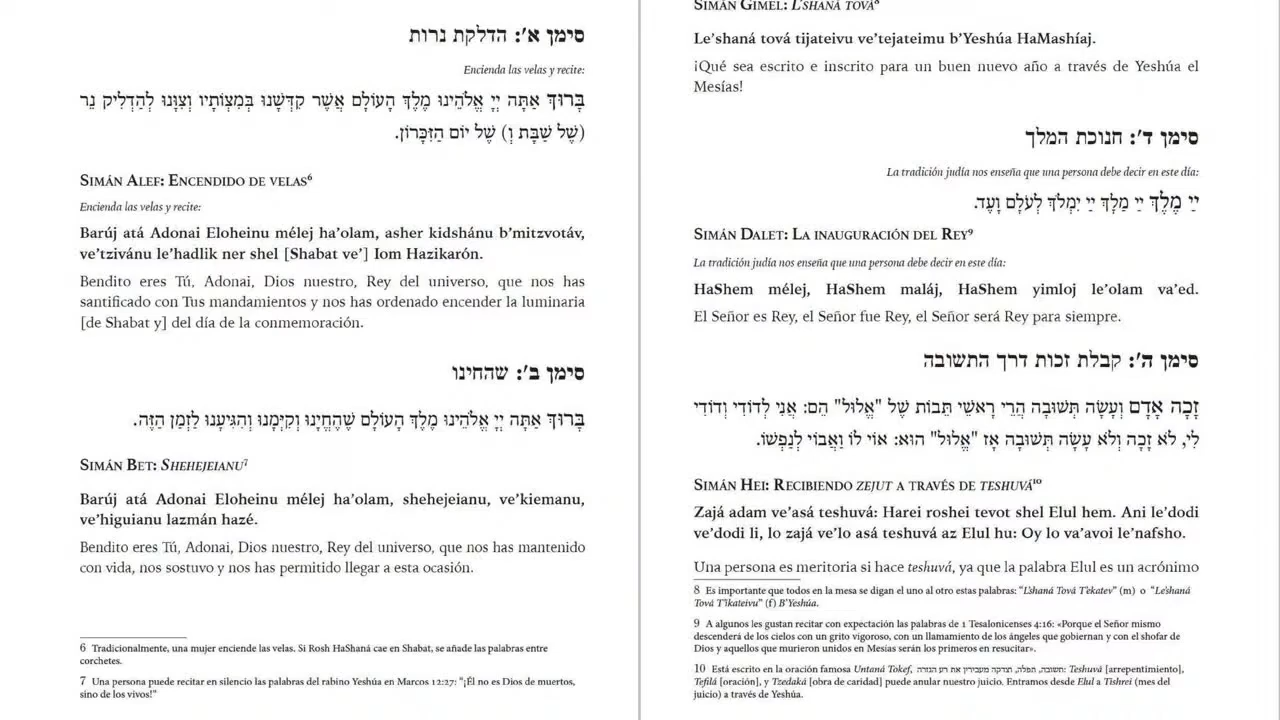 סימן א׳: הדלקת נרות
Encienda las velas y recite:
בָּרוּךְ אַתָּה יְיָ אֱלֹהֵינוּ מֶלֶךְ הָעוֹלָם אֲשֶׁר קִדְּשָׁנוּ בְּמִצְוֹתָיו וְצִוָּנוּ לְהַדְלִיק נֵר
(שֶׁל שַׁבָּת וְ) שֶׁל יוֹם הַזִּכָּרוֹן.
Simán Alef: Encendido de velas⁶
Encienda las velas y recite:
Barúj atá Adonai Eloheinu mélej ha’olam, asher kidshánu b’mitzvotáv,
ve’tzivánu le’hadlik ner shel [Shabat ve’] Iom Hazikarón.
Bendito eres Tú, Adonai, Dios nuestro, Rey del universo, que nos has
santificado con Tus mandamientos y nos has ordenado encender la luminaria
[de Shabat y] del día de la conmemoración.
סימן ב׳: שהחינו
בָּרוּךְ אַתָּה יְיָ אֱלֹהֵינוּ מֶלֶךְ הָעוֹלָם שֶׁהֶחֱיָנוּ וְקִיְּמָנוּ וְהִגִּיעָנוּ לַזְּמַן הַזֶּה.
Simán Bet: Shehejeianu⁷
Barúj atá Adonai Eloheinu mélej ha’olam, shehejeianu, ve’kiemanu,
ve’higuianu lazmán hazé.
Bendito eres Tú, Adonai, Dios nuestro, Rey del universo, que nos has mantenido
con vida, nos sostuvo y nos has permitido llegar a esta ocasión.
6 Tradicionalmente, una mujer enciende las velas. Si Rosh HaShaná cae en Shabat, se añade las palabras entre
corchetes.
7 Una persona puede recitar en silencio las palabras del rabino Yeshúa en Marcos 12:27: “¡Él no es Dios de muertos,
sino de los vivos!”
Simán Gimel: L’shaná tová⁸
Le’shaná tová tijateivu ve’tejateimu b’Yeshúa HaMashíaj.
¡Qué sea escrito e inscrito para un buen nuevo año a través de Yeshúa el
Mesías!
סימן ד׳: חנוכת המלך
La tradición judía nos enseña que una persona debe decir en este día:
יְיָ מֶלֶךְ יְיָ מָלָךְ יְיָ יִמְלֹךְ לְעֹלָם וָעֶד.
Simán Dalet: La inauguración del Rey⁹
La tradición judía nos enseña que una persona debe decir en este día:
HaShem mélej, HaShem maláj, HaShem yimloj le’olam va’ed.
El Señor es Rey, el Señor fue Rey, el Señor será Rey para siempre.
סימן ה׳: קבלת זכות דרך התשובה
זָכָה אָדָם וְעָשָׂה תְּשׁוּבָה הֲרֵי רָאשֵׁי תֵּבוֹת שֶׁל "אֱלוּל" הֵם: אֲנִי לְדוֹדִי וְדוֹדִי
לִי, לֹא זָכָה וְלֹא עָשָׂה תְּשׁוּבָה אָז "אֱלוּל" הוּא: אוֹי לוֹ וַאֲבוֹי לְנַפְשׁוֹ.
Simán Hei: Recibiendo zejut a través de teshuvá¹⁰
Zajá adam ve’asá teshuvá: Harei roshei tevot shel Elul hem. Ani le’dodi
ve’dodi li, lo zajá ve’lo asá teshuvá az Elul hu: Oy lo va’avoi le’nafsho.
Una persona es meritoria si hace teshuvá, ya que la palabra Elul es un acrónimo
8 Es importante que todos en la mesa se digan el uno al otro estas palabras: “L’shaná Tová T’ekatev” (m) o “Le’shaná
Tová T’ikateivu” (f) B’Yeshúa.
9 A algunos les gustan recitar con expectación las palabras de 1 Tesalonicenses 4:16: «Porque el Señor mismo
descenderá de los cielos con un grito vigoroso, con un llamamiento de los ángeles que gobiernan y con el shofar de
Dios y aquellos que murieron unidos en Mesías serán los primeros en resucitar».
10 Está escrito en la oración famosa Untaná Tokef, תשובה, תפלה, וצדקה מעבירין את רע הגזרה: Teshuvá [arrepentimiento],
Tefilá [oración], y Tzedaká [obra de caridad] puede anular nuestro juicio. Entramos desde Elul a Tishrei (mes del
juicio) a través de Yeshúa.